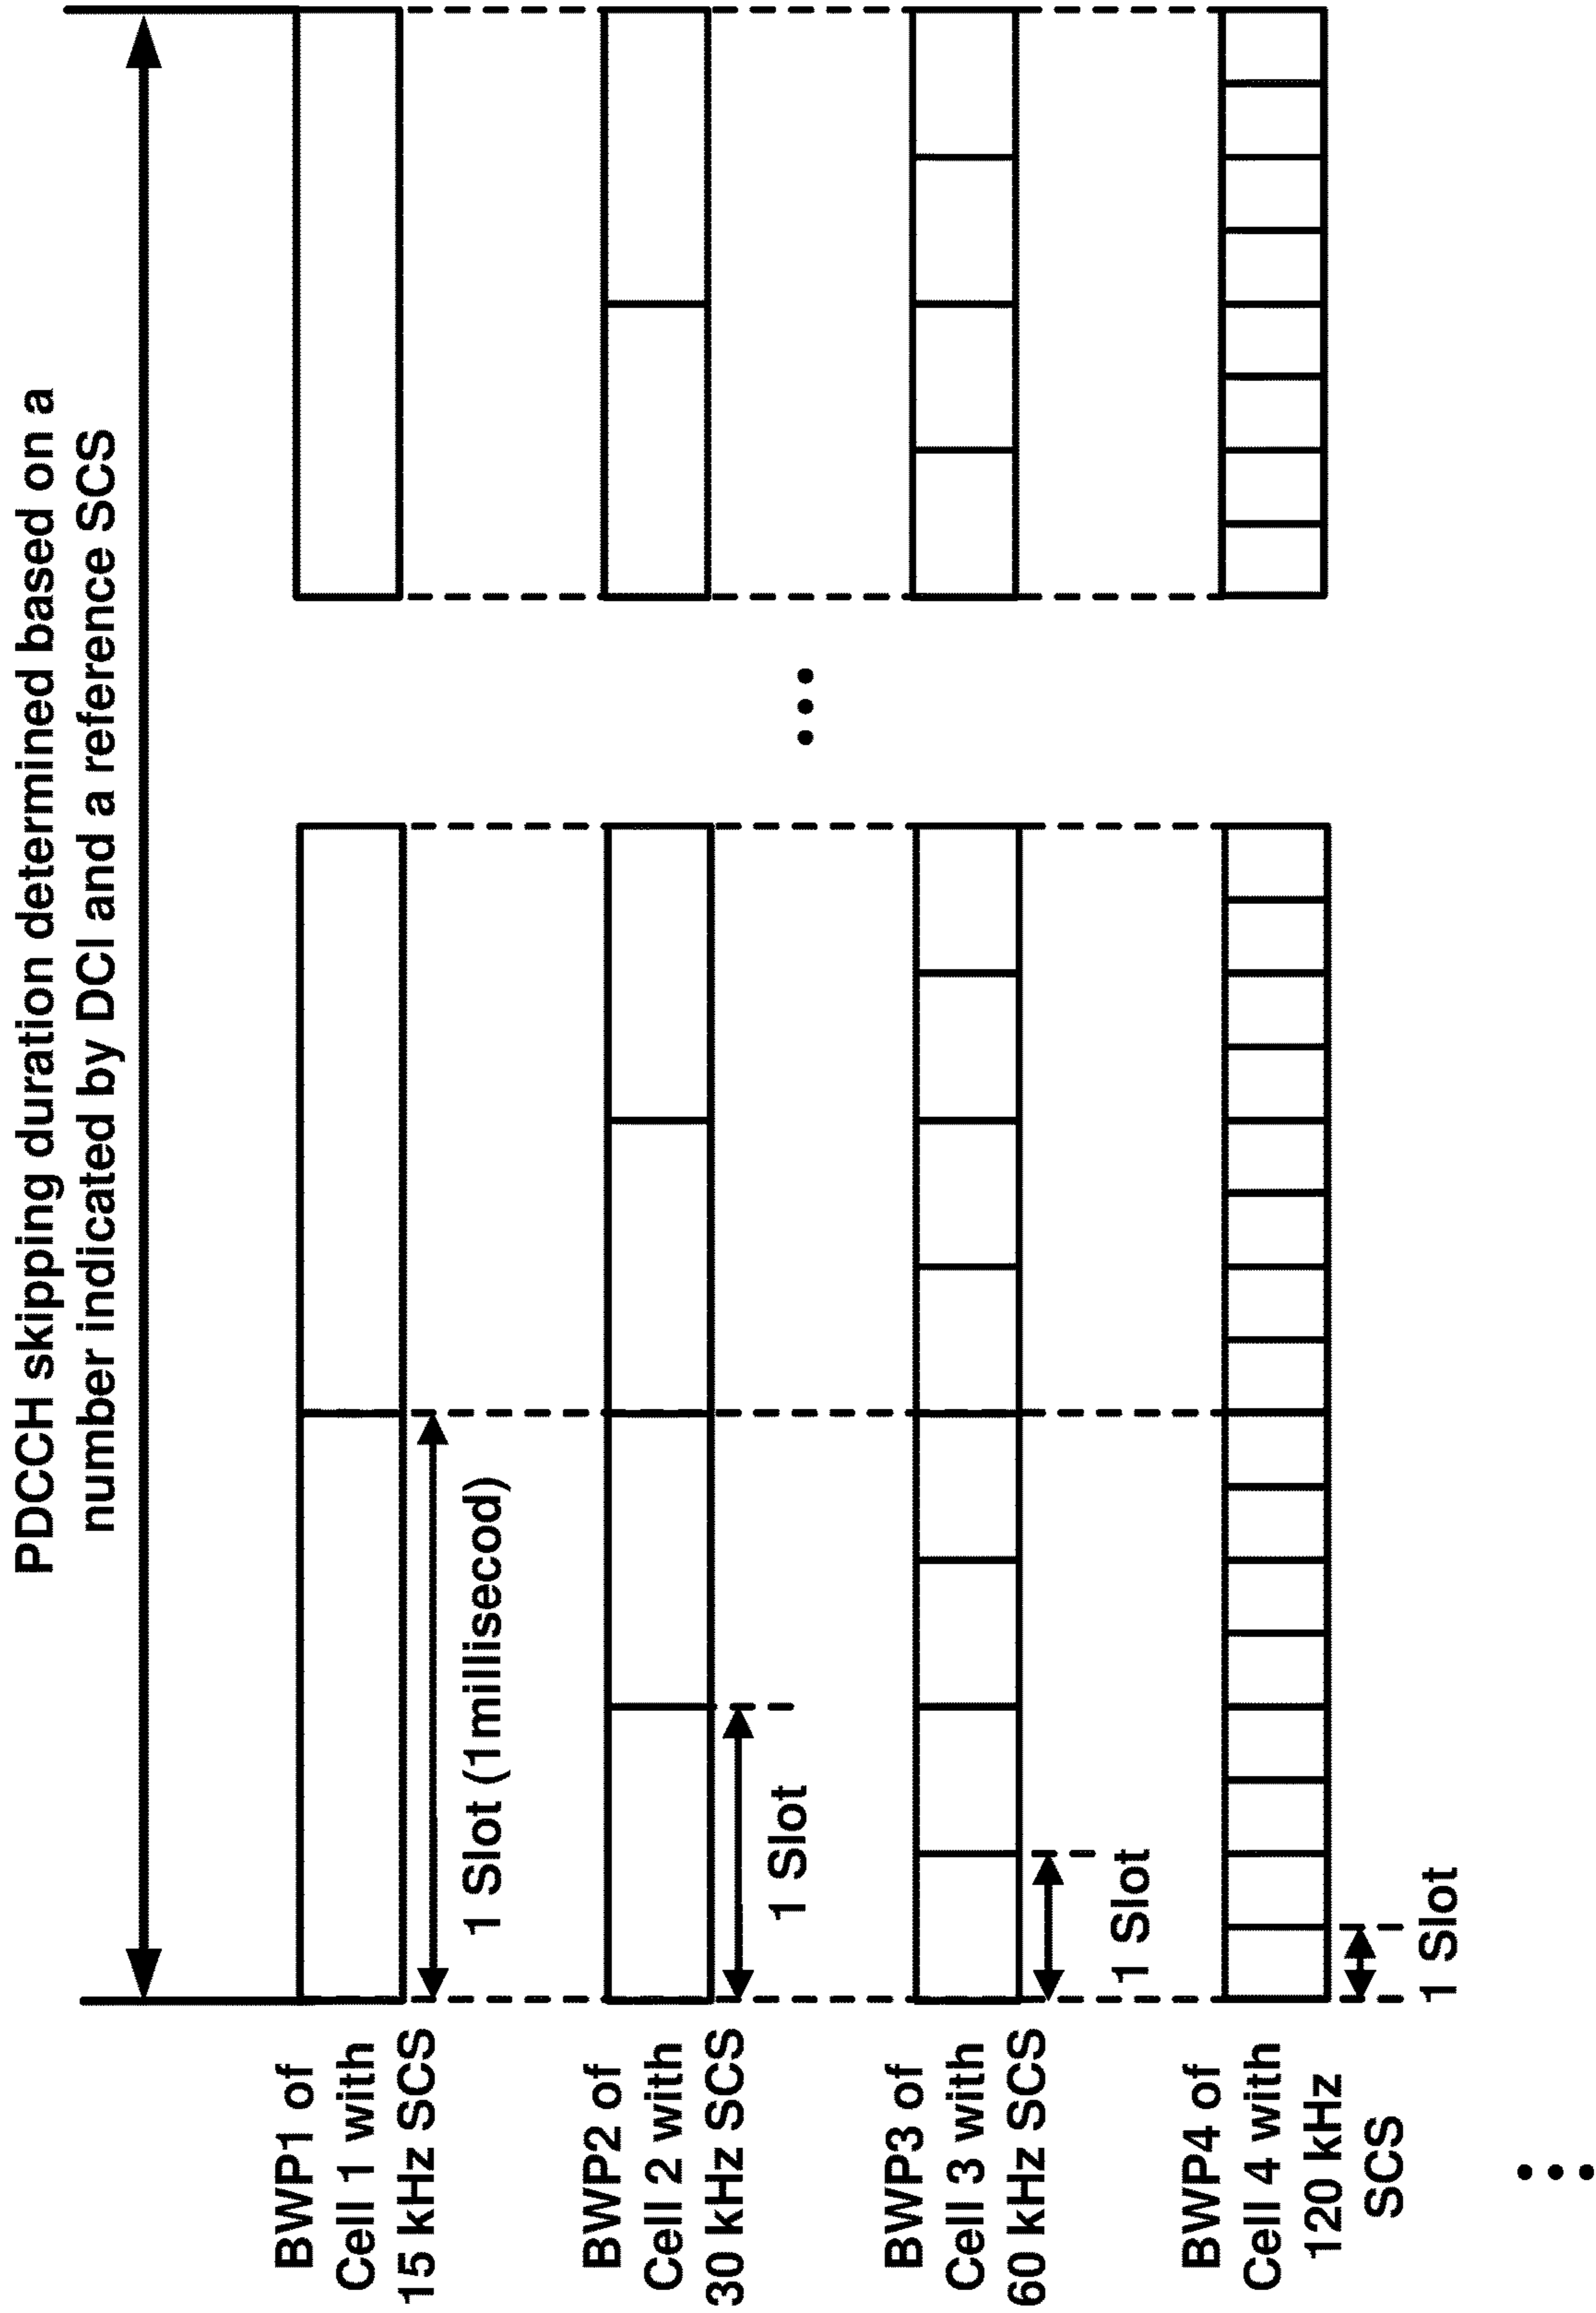 PDCCH skipping duration determined based on a
number indicated by DCI and a reference SCS
BWP1 of
Cell 1 with
15 kHz SCS
1 Slot (1millisecod)
BWP2 of
Cell 2 with
30 kHz SCS
1 Slot
BWP3 of
Cell 3 with
60 kHz SCS
1 Slot
BWP4 of
Cell 4 with
120 kHz
SCS
1 Slot